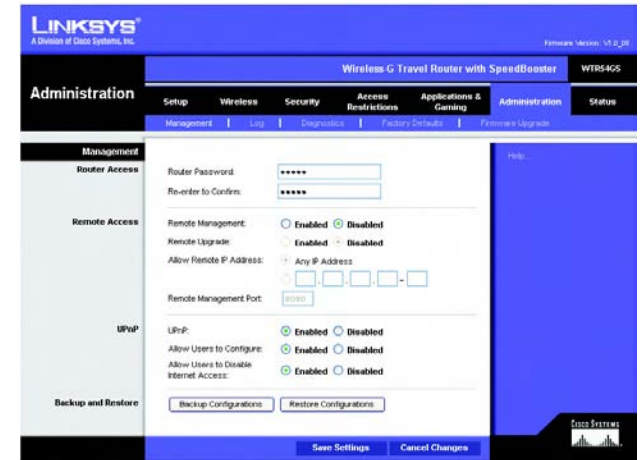 LINKSYS®
A Division of Cisco Systems, Inc.
Firmware Version: V1.0_00
Wireless-G Travel Router with SpeedBooster WTR54GS
Administration
Setup Wireless Security Access Restrictions Applications & Gaming Administration Status
Management | Log | Diagnostics | Factory Defaults | Firmware Upgrade
Management
Help...
Router Access
Router Password:
Re-enter to Confirm:
Remote Access
Remote Management: Enabled Disabled
Remote Upgrade: Enabled Disabled
Allow Remote IP Address: Any IP Address
Remote Management Port: 8080
UPnP
UPnP: Enabled Disabled
Allow Users to Configure: Enabled Disabled
Allow Users to Disable
Internet Access: Enabled Disabled
Backup and Restore
Backup Configurations Restore Configurations
Save Settings Cancel Changes
CISCO SYSTEMS